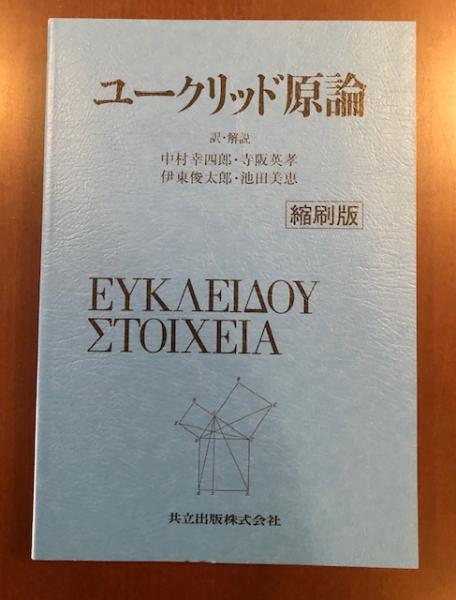 ユークリッド原論
訳・解説
中村幸四郎・寺阪英孝
伊東俊太郎・池田美恵
縮刷版
ΕΥΚΛΕΙΔΟΥ
ΣΤΟΙΧΕΙΑ
共立出版株式会社